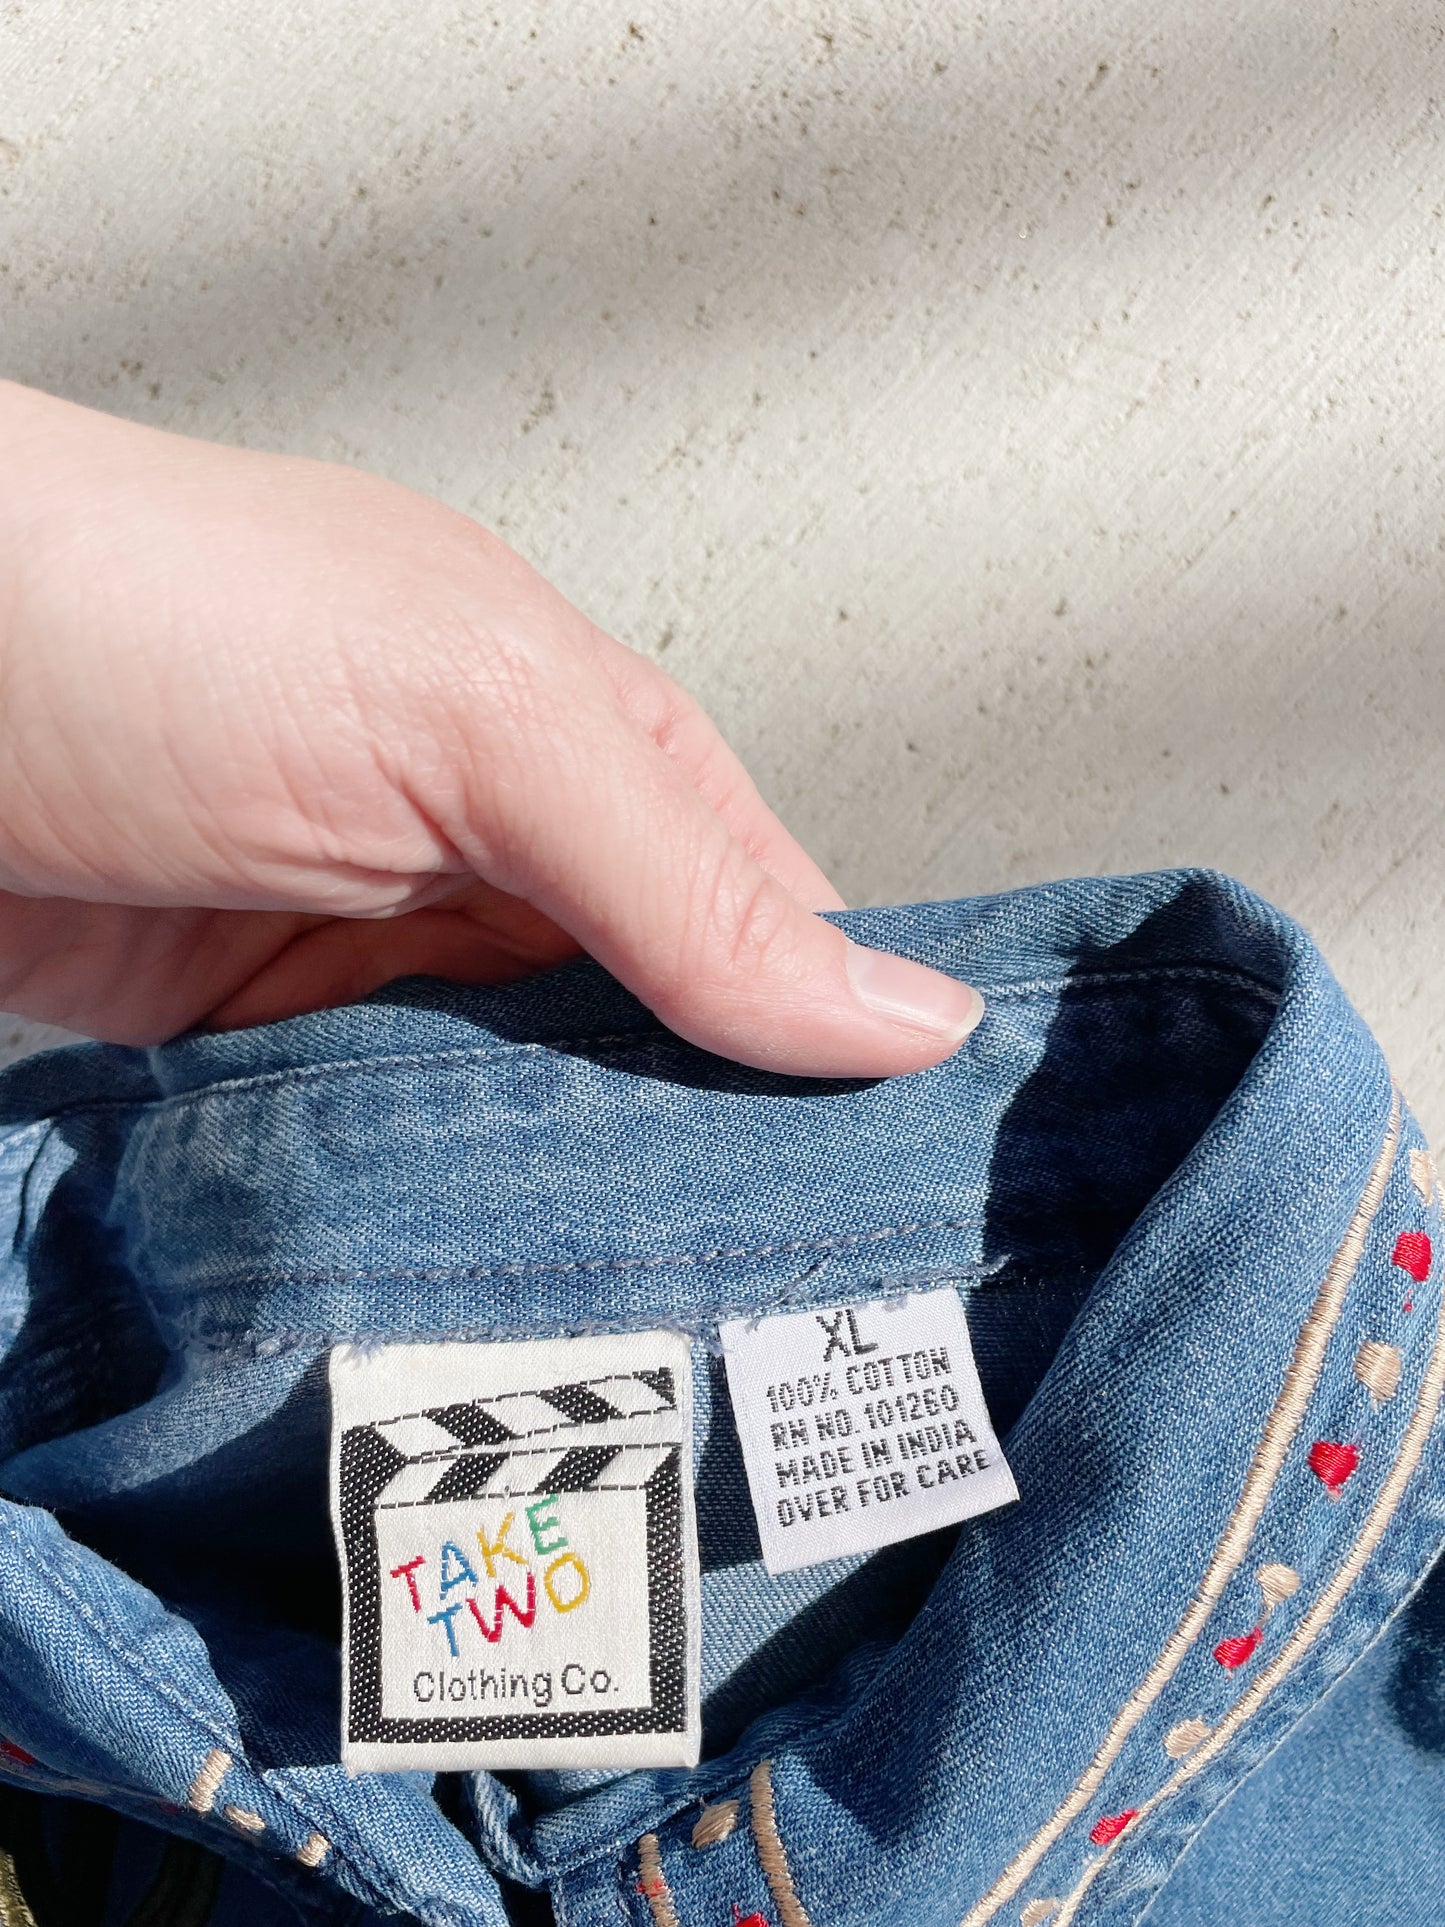 TAKE
TWO
Clothing Co.
XL
100% COTTON
RN NO. 101260
MADE IN INDIA
OVER FOR CARE